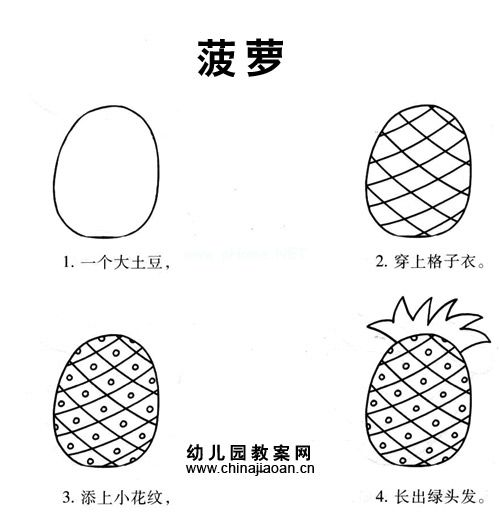 菠萝
1. 一个大土豆，
2. 穿上格子衣。
3. 添上小花纹，
4. 长出绿头发。
幼儿园教案网
www.chinajiaoan.cn